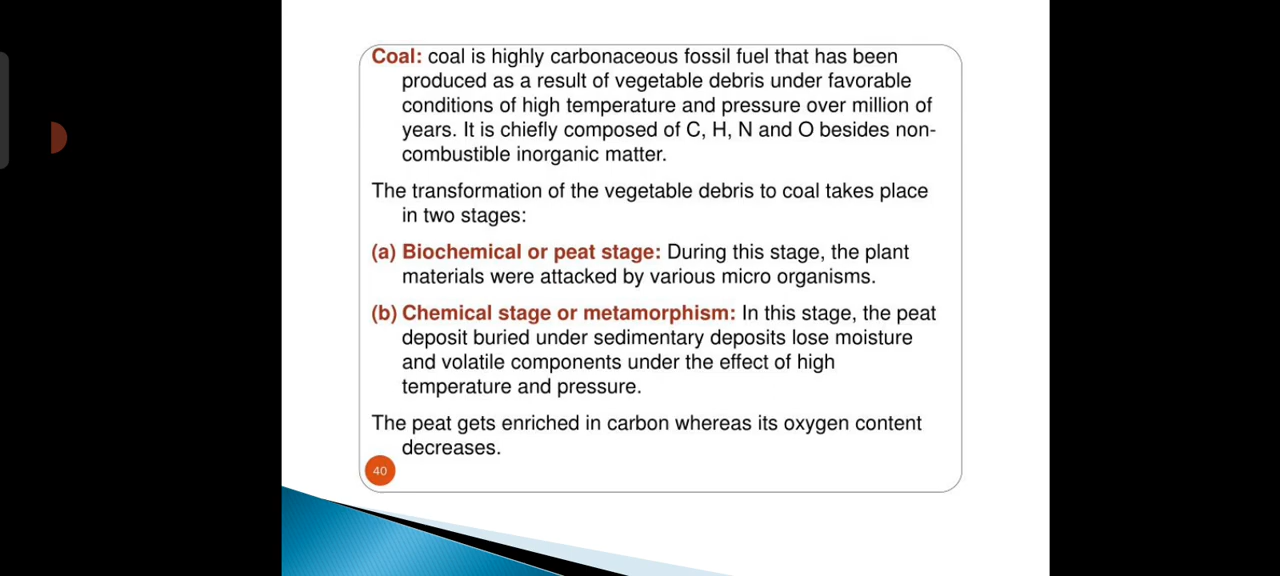 Coal: coal is highly carbonaceous fossil fuel that has been
produced as a result of vegetable debris under favorable
conditions of high temperature and pressure over million of
years. It is chiefly composed of C, H, N and O besides non-
combustible inorganic matter.
The transformation of the vegetable debris to coal takes place
in two stages:
(a) Biochemical or peat stage: During this stage, the plant
materials were attacked by various micro organisms.
(b) Chemical stage or metamorphism: In this stage, the peat
deposit buried under sedimentary deposits lose moisture
and volatile components under the effect of high
temperature and pressure.
The peat gets enriched in carbon whereas its oxygen content
decreases.
40